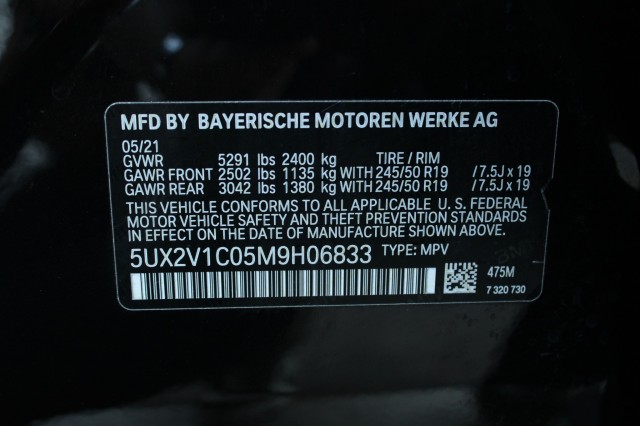 MFD BY BAYERISCHE MOTOREN WERKE AG
05/21
GVWR 5291 lbs 2400 kg TIRE / RIM
GAWR FRONT 2502 lbs 1135 kg WITH 245/50 R19 / 7.5J x 19
GAWR REAR 3042 lbs 1380 kg WITH 245/50 R19 / 7.5J x 19
THIS VEHICLE CONFORMS TO ALL APPLICABLE U. S. FEDERAL
MOTOR VEHICLE SAFETY AND THEFT PREVENTION STANDARDS
IN EFFECT ON THE DATE OF MANUFACTURE SHOWN ABOVE.
5UX2V1C05M9H06833 TYPE: MPV
475M
7 320 730